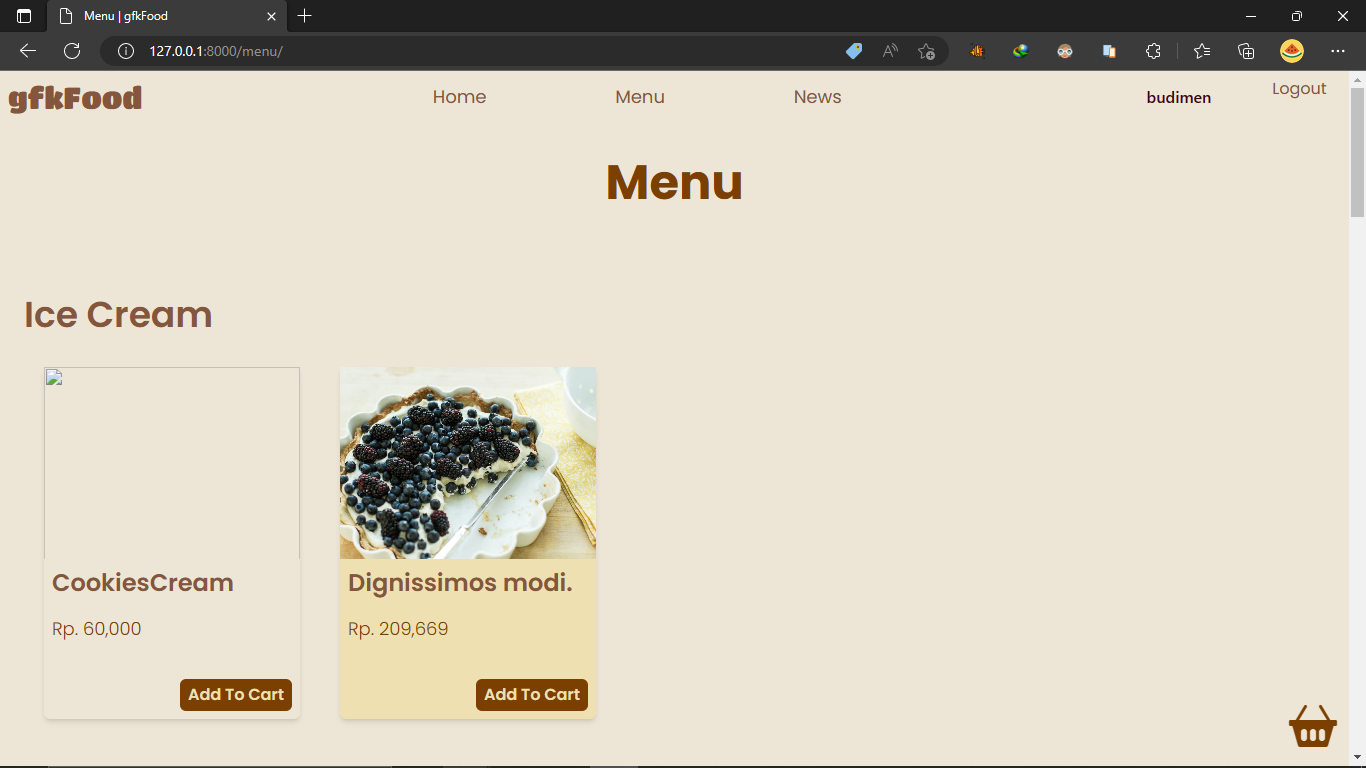 Menu | gfkFood
127.0.0.1:8000/menu/
gfkFood
Home
Menu
News
budimen
Logout
Menu
Ice Cream
CookiesCream
Rp. 60,000
Add To Cart
Dignissimos modi.
Rp. 209,669
Add To Cart